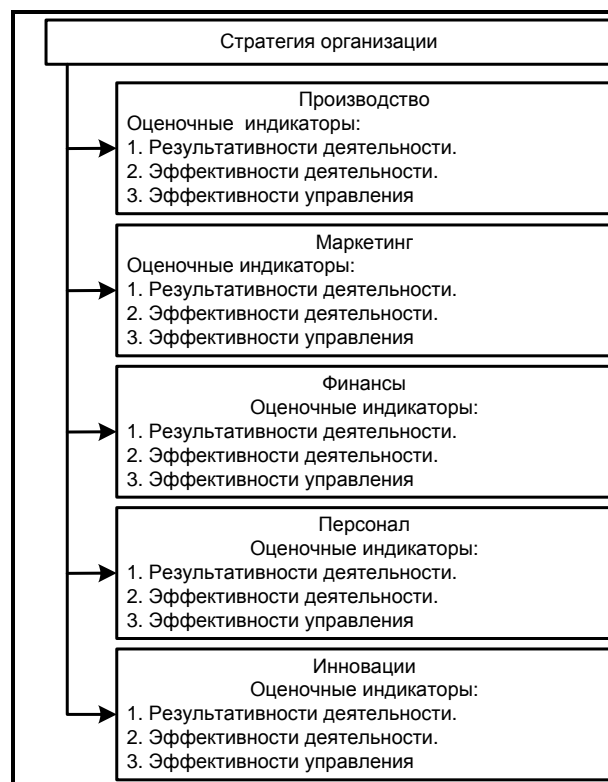 Стратегия организации
Производство
Оценочные индикаторы:
1. Результативности деятельности.
2. Эффективности деятельности.
3. Эффективности управления
Маркетинг
Оценочные индикаторы:
1. Результативности деятельности.
2. Эффективности деятельности.
3. Эффективности управления
Финансы
Оценочные индикаторы:
1. Результативности деятельности.
2. Эффективности деятельности.
3. Эффективности управления
Персонал
Оценочные индикаторы:
1. Результативности деятельности.
2. Эффективности деятельности.
3. Эффективности управления
Инновации
Оценочные индикаторы:
1. Результативности деятельности.
2. Эффективности деятельности.
3. Эффективности управления